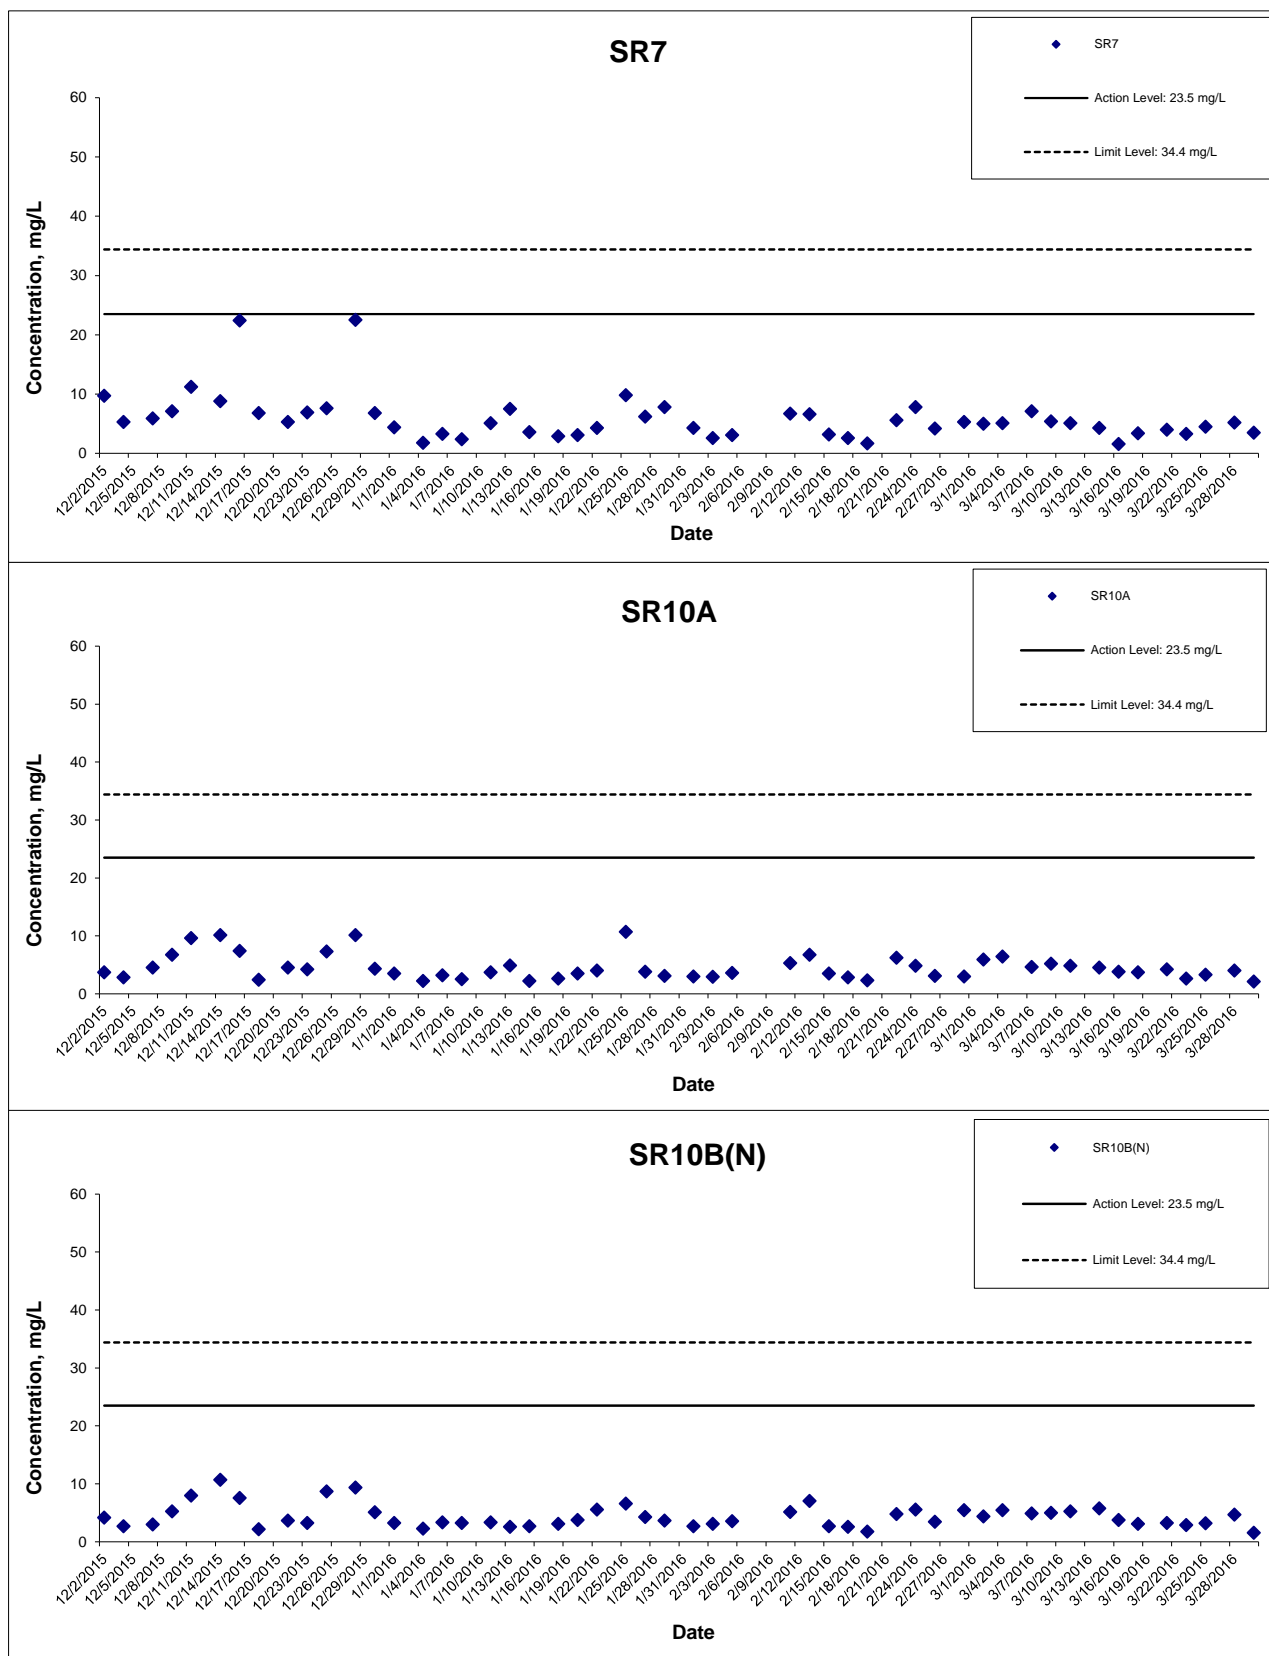 SR7
SR7
Action Level: 23.5 mg/L
Limit Level: 34.4 mg/L
Concentration, mg/L
60
50
40
30
20
10
0
12/2/2015 12/5/2015 12/8/2015 12/11/2015 12/14/2015 12/17/2015 12/20/2015 12/23/2015 12/26/2015 12/29/2015 1/1/2016 1/4/2016 1/7/2016 1/10/2016 1/13/2016 1/16/2016 1/19/2016 1/22/2016 1/25/2016 1/28/2016 1/31/2016 2/3/2016 2/6/2016 2/9/2016 2/12/2016 2/15/2016 2/18/2016 2/21/2016 2/24/2016 2/27/2016 3/1/2016 3/4/2016 3/7/2016 3/10/2016 3/13/2016 3/16/2016 3/19/2016 3/22/2016 3/25/2016 3/28/2016
Date
SR10A
SR10A
Action Level: 23.5 mg/L
Limit Level: 34.4 mg/L
Concentration, mg/L
60
50
40
30
20
10
0
12/2/2015 12/5/2015 12/8/2015 12/11/2015 12/14/2015 12/17/2015 12/20/2015 12/23/2015 12/26/2015 12/29/2015 1/1/2016 1/4/2016 1/7/2016 1/10/2016 1/13/2016 1/16/2016 1/19/2016 1/22/2016 1/25/2016 1/28/2016 1/31/2016 2/3/2016 2/6/2016 2/9/2016 2/12/2016 2/15/2016 2/18/2016 2/21/2016 2/24/2016 2/27/2016 3/1/2016 3/4/2016 3/7/2016 3/10/2016 3/13/2016 3/16/2016 3/19/2016 3/22/2016 3/25/2016 3/28/2016
Date
SR10B(N)
SR10B(N)
Action Level: 23.5 mg/L
Limit Level: 34.4 mg/L
Concentration, mg/L
60
50
40
30
20
10
0
12/2/2015 12/5/2015 12/8/2015 12/11/2015 12/14/2015 12/17/2015 12/20/2015 12/23/2015 12/26/2015 12/29/2015 1/1/2016 1/4/2016 1/7/2016 1/10/2016 1/13/2016 1/16/2016 1/19/2016 1/22/2016 1/25/2016 1/28/2016 1/31/2016 2/3/2016 2/6/2016 2/9/2016 2/12/2016 2/15/2016 2/18/2016 2/21/2016 2/24/2016 2/27/2016 3/1/2016 3/4/2016 3/7/2016 3/10/2016 3/13/2016 3/16/2016 3/19/2016 3/22/2016 3/25/2016 3/28/2016
Date